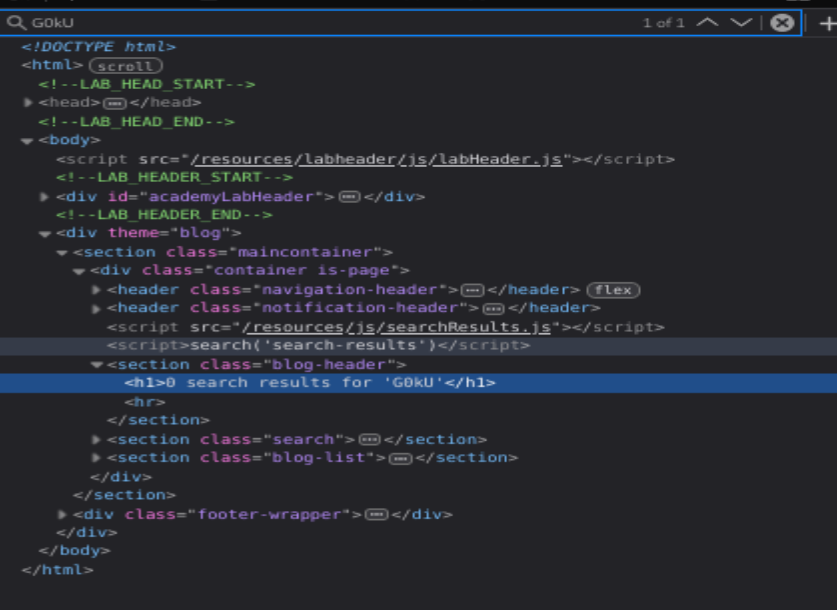 G0kU 1 of 1
<!DOCTYPE html>
<html> scroll
<!--LAB_HEAD_START-->
<head> </head>
<!--LAB_HEAD_END-->
<body>
<script src="/resources/labheader/js/labHeader.js"></script>
<!--LAB_HEADER_START-->
<div id="academyLabHeader"> </div>
<!--LAB_HEADER_END-->
<div theme="blog">
<section class="maincontainer">
<div class="container is-page">
<header class="navigation-header"> </header> flex
<header class="notification-header"> </header>
<script src="/resources/js/searchResults.js"></script>
<script>search('search-results')</script>
<section class="blog-header">
<h1>0 search results for 'G0kU'</h1>
<hr>
</section>
<section class="search"> </section>
<section class="blog-list"> </section>
</div>
</section>
<div class="footer-wrapper"> </div>
</div>
</body>
</html>